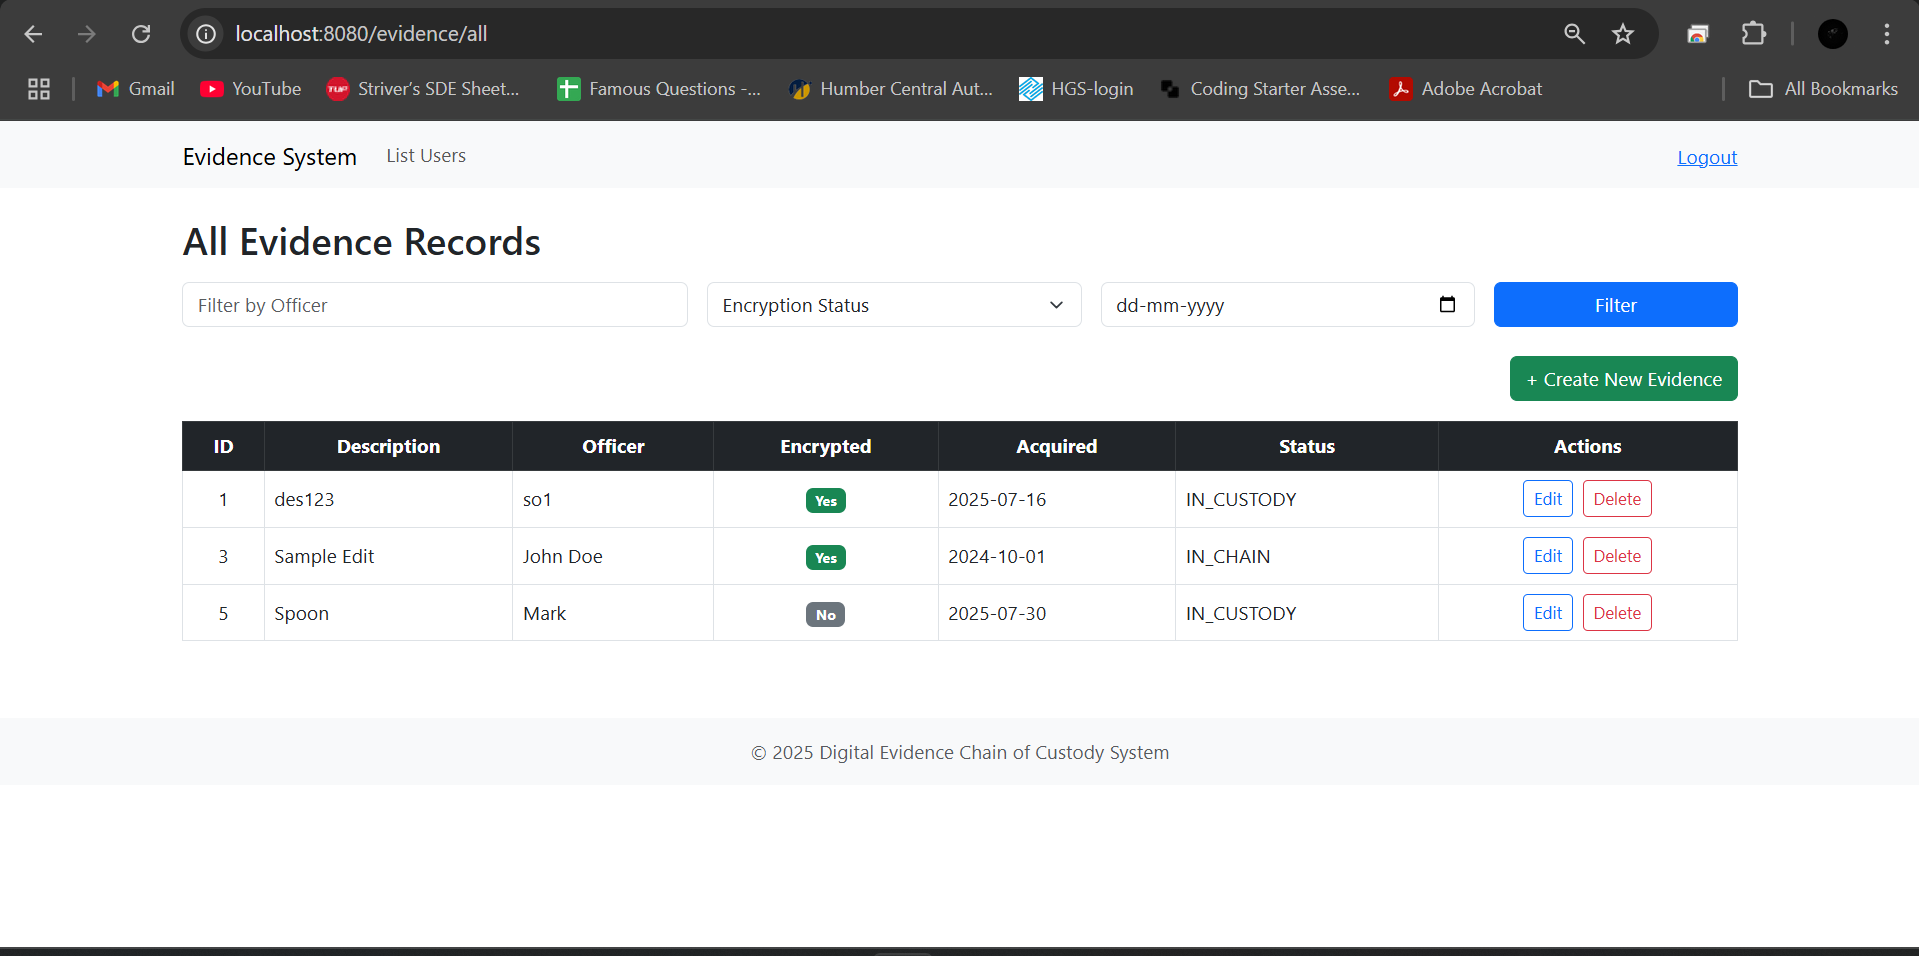 localhost:8080/evidence/all
Gmail YouTube TUF Striver's SDE Sheet... Famous Questions -... Humber Central Aut... HGS-login Coding Starter Asse... Adobe Acrobat All Bookmarks
Evidence System List Users Logout
All Evidence Records
Filter by Officer Encryption Status dd-mm-yyyy Filter
+ Create New Evidence
ID Description Officer Encrypted Acquired Status Actions
1 des123 so1 Yes 2025-07-16 IN_CUSTODY Edit Delete
3 Sample Edit John Doe Yes 2024-10-01 IN_CHAIN Edit Delete
5 Spoon Mark No 2025-07-30 IN_CUSTODY Edit Delete
© 2025 Digital Evidence Chain of Custody System